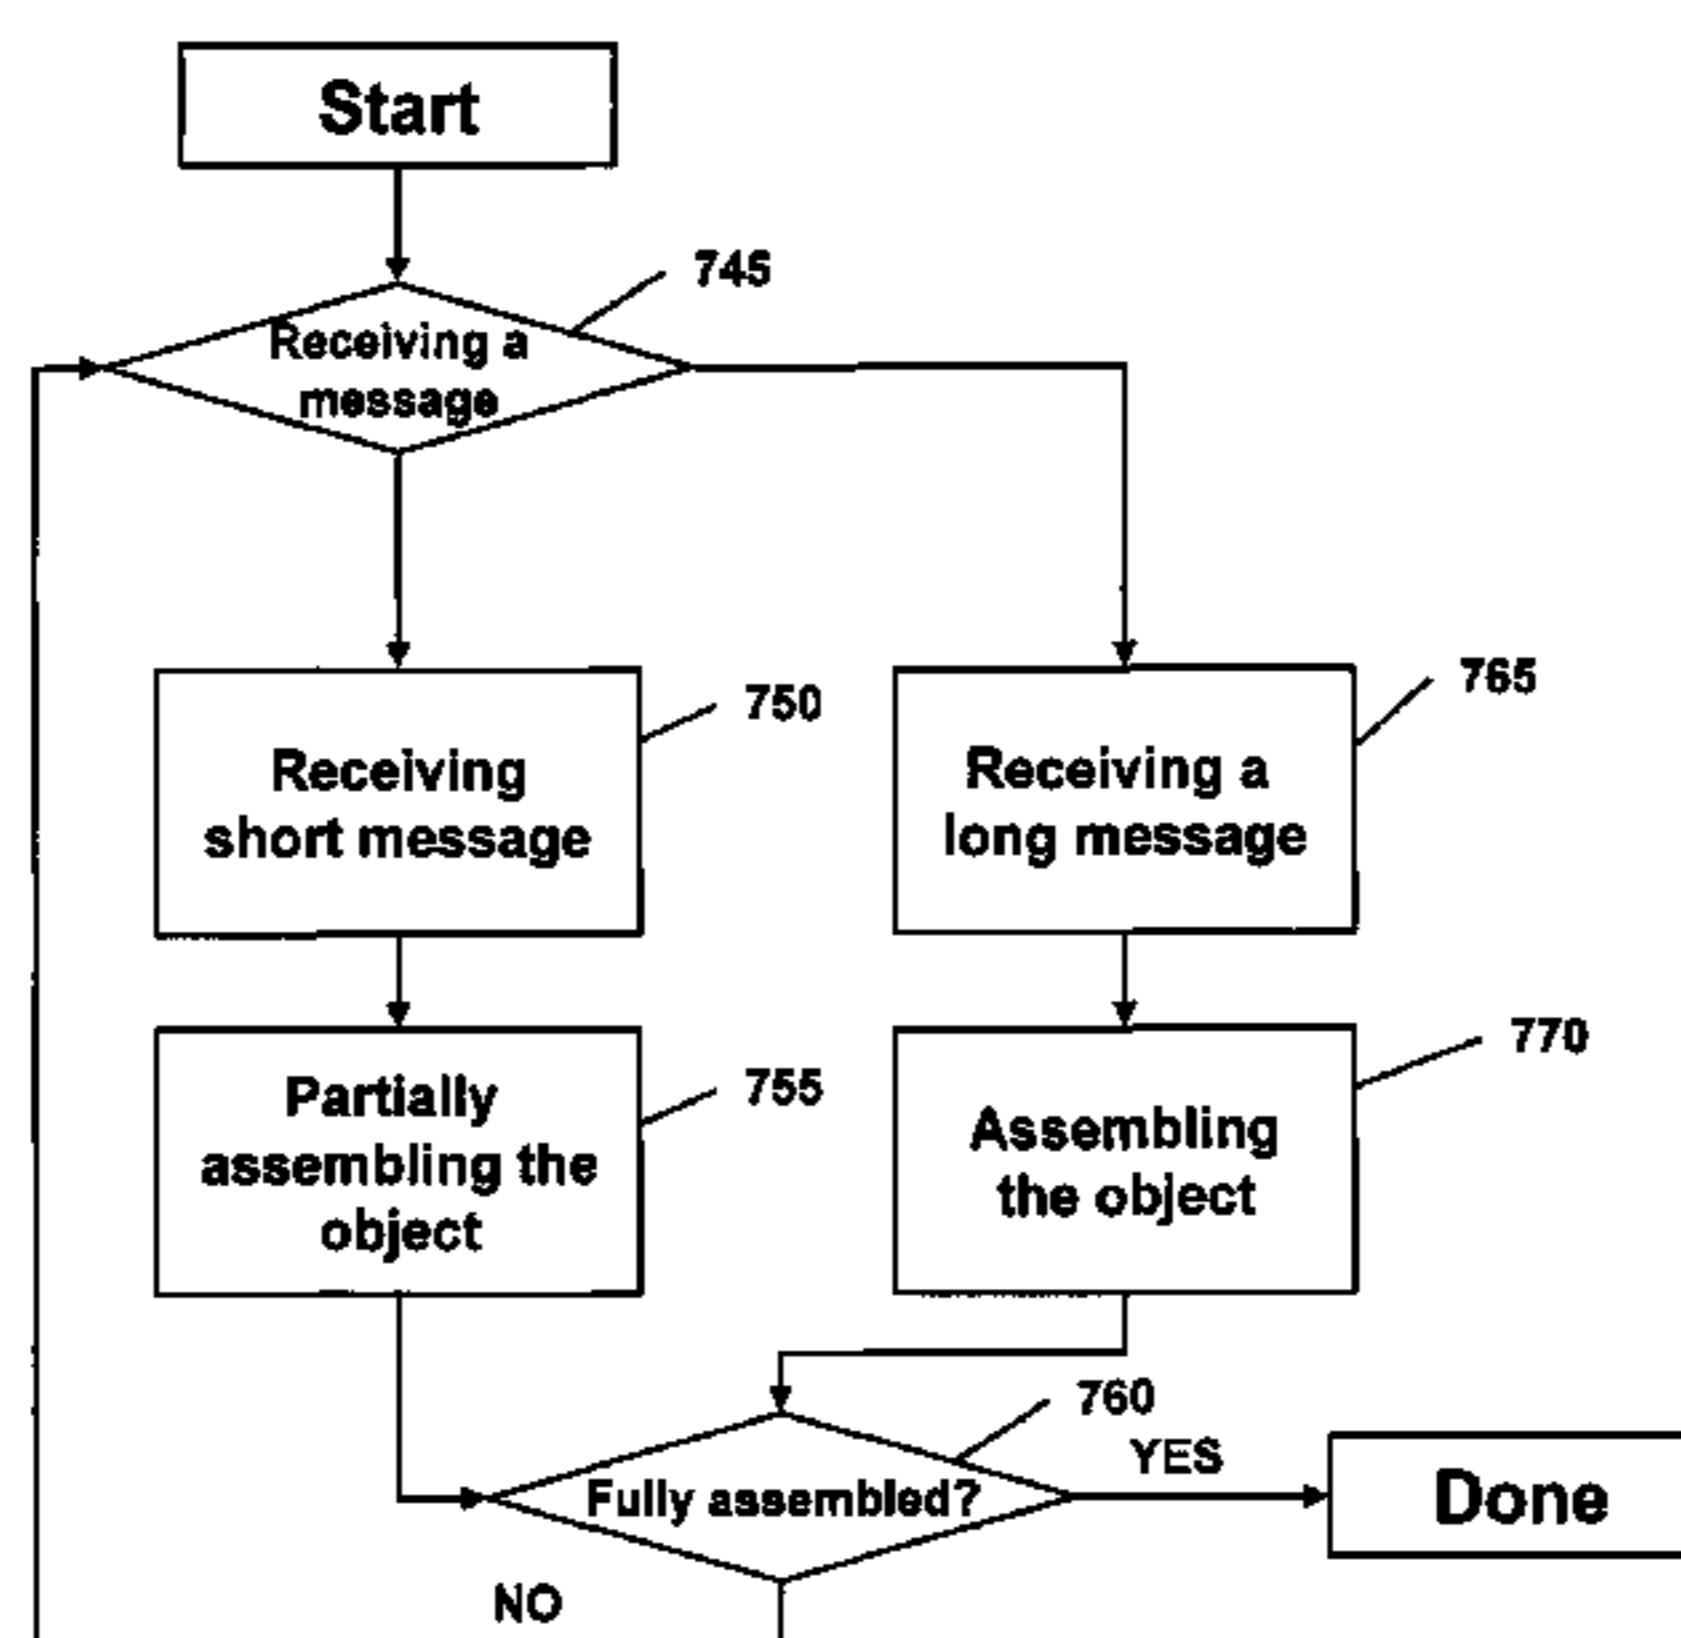 Start
745
Receiving a
message
750
765
Receiving
short message
Receiving a
long message
755
770
Partially
assembling the
object
Assembling
the object
760
YES
Fully assembled?
Done
NO